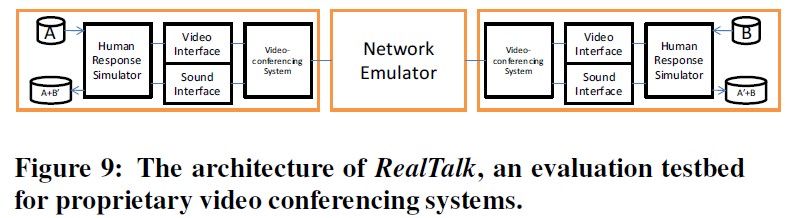 A
Human
Response
Simulator
Video
Interface
Sound
Interface
Video-
conferencing
System
A+B'
Network
Emulator
Video-
conferencing
System
Video
Interface
Sound
Interface
Human
Response
Simulator
B
A'+B
Figure 9: The architecture of RealTalk, an evaluation testbed
for proprietary video conferencing systems.